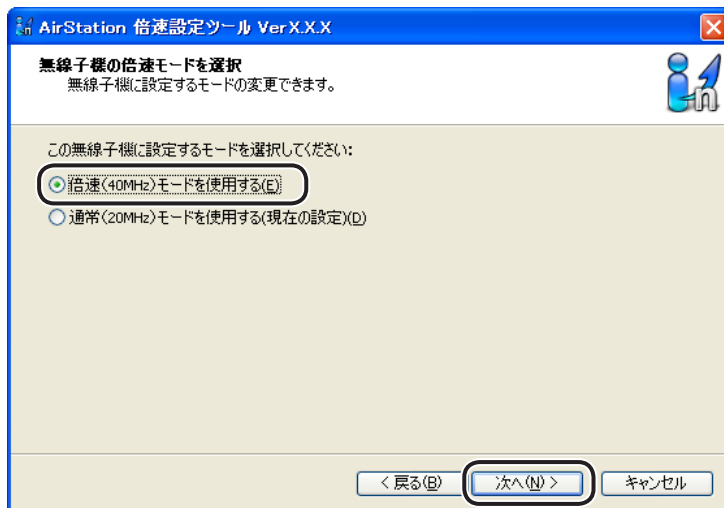 AirStation 倍速設定ツール VerX.X.X
無線子機の倍速モードを選択
無線子機に設定するモードの変更できます。
n
この無線子機に設定するモードを選択してください:
倍速(40MHz)モードを使用する(E)
通常(20MHz)モードを使用する(現在の設定)(D)
< 戻る(B)
次へ(N) >
キャンセル